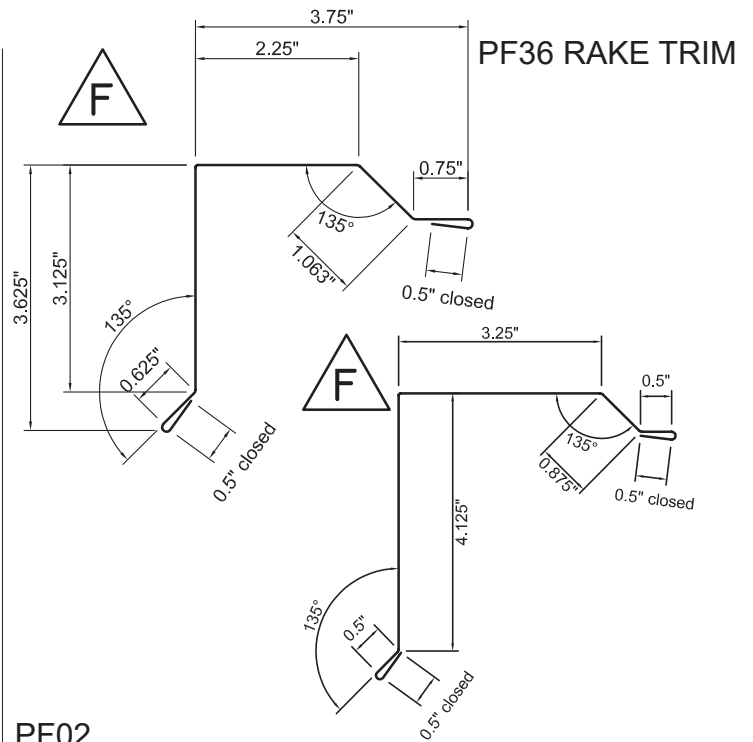 3.75"
2.25"
PF36 RAKE TRIM
F
0.75"
135°
1.063"
0.5" closed
3.625"
3.125"
135°
0.625"
0.5" closed
F
3.25"
0.5"
135°
0.875"
0.5" closed
4.125"
135°
0.5"
0.5" closed
PF02